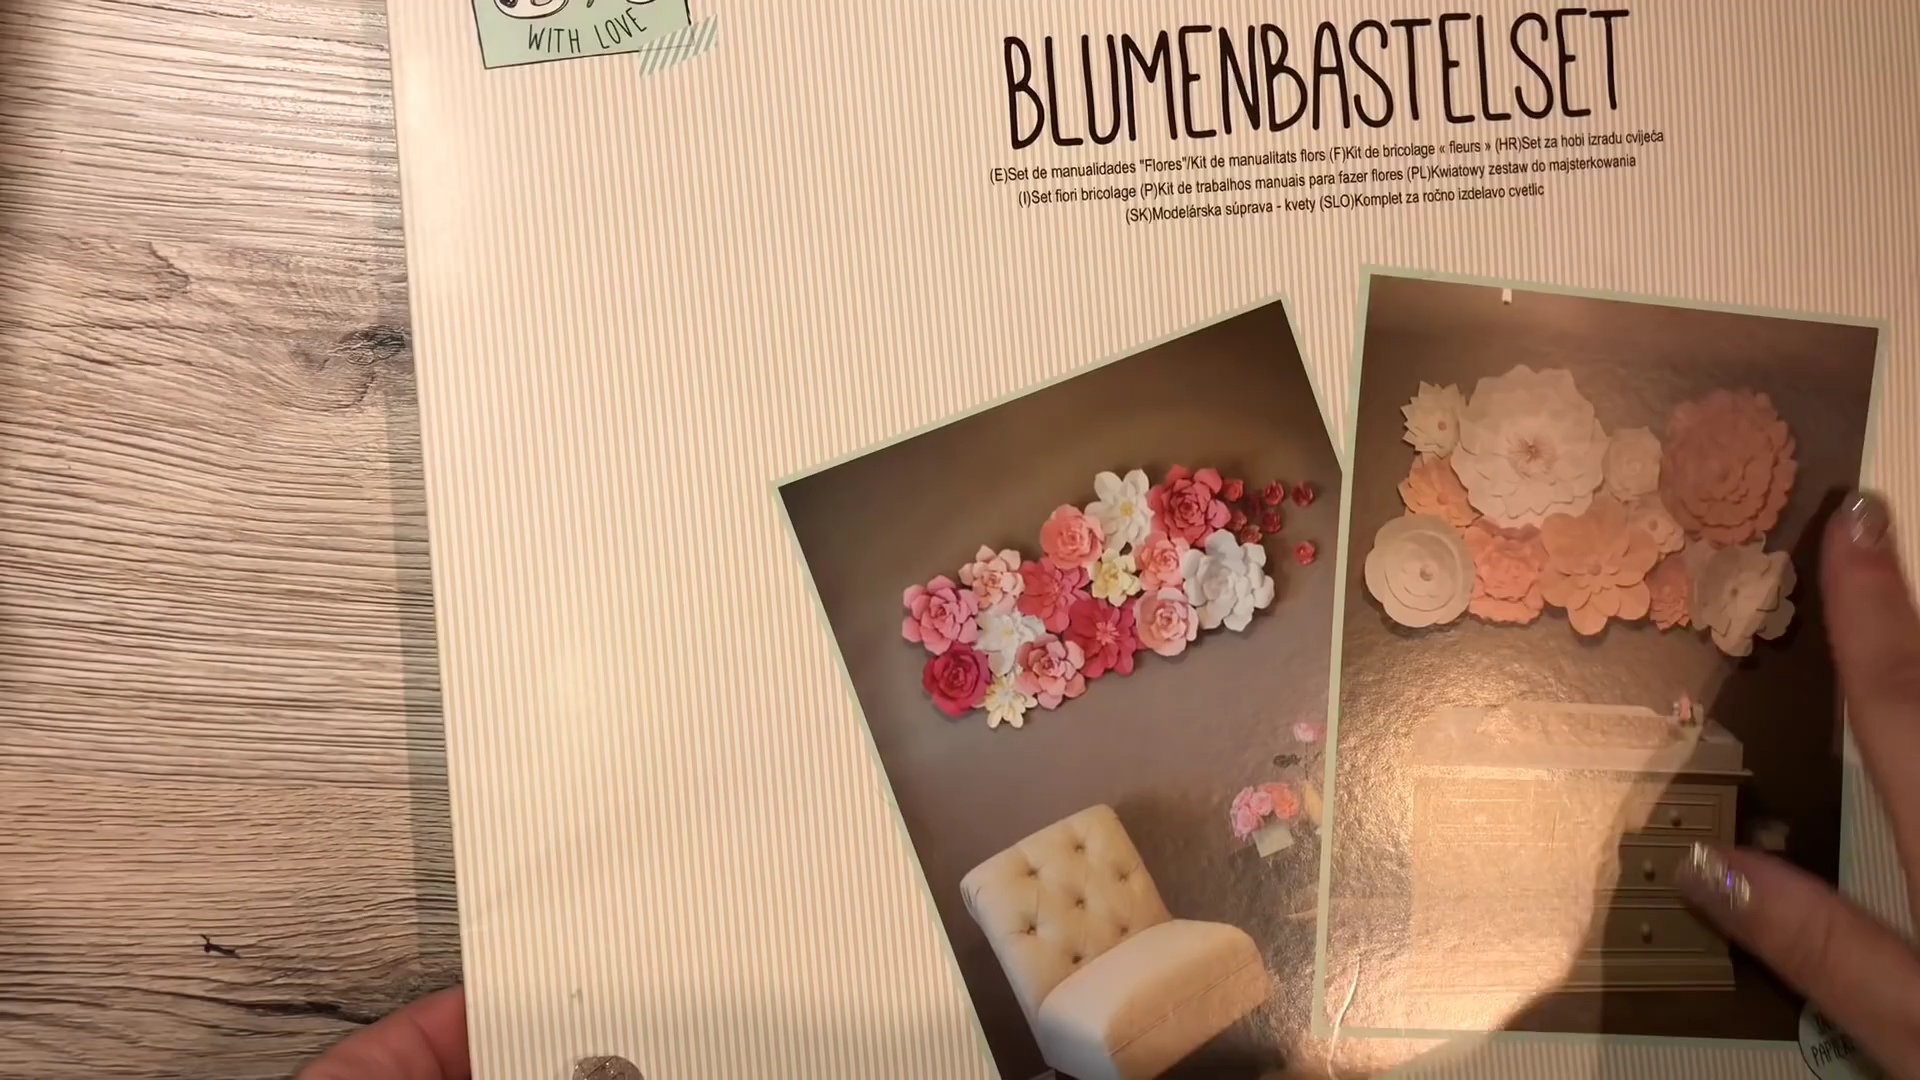 WITH LOVE
BLUMENBASTELSET
(E)Set de manualidades "Flores"/Kit de manualitats flors (F)Kit de bricolage « fleurs » (HR)Set za hobi izradu cvijeća
(I)Set fiori bricolage (P)Kit de trabalhos manuais para fazer flores (PL)Kwiatowy zestaw do majsterkowania
(SK)Modelárska súprava - kvety (SLO)Komplet za ročno izdelavo cvetlic